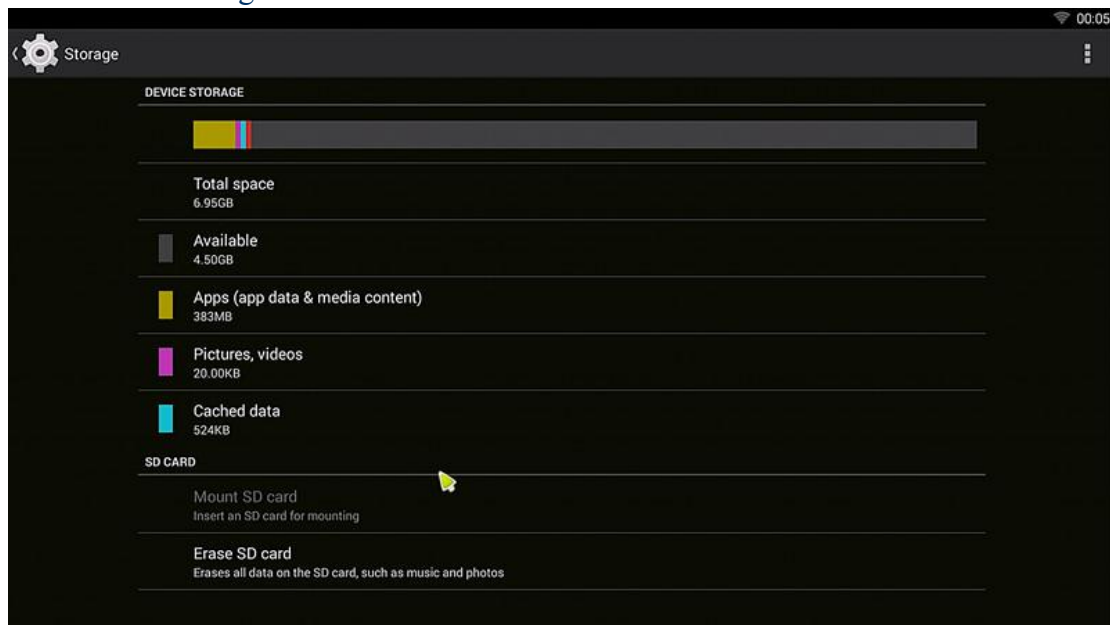 00:05
Storage
DEVICE STORAGE
Total space
6.95GB
Available
4.50GB
Apps (app data & media content)
383MB
Pictures, videos
20.00KB
Cached data
524KB
SD CARD
Mount SD card
Insert an SD card for mounting
Erase SD card
Erases all data on the SD card, such as music and photos